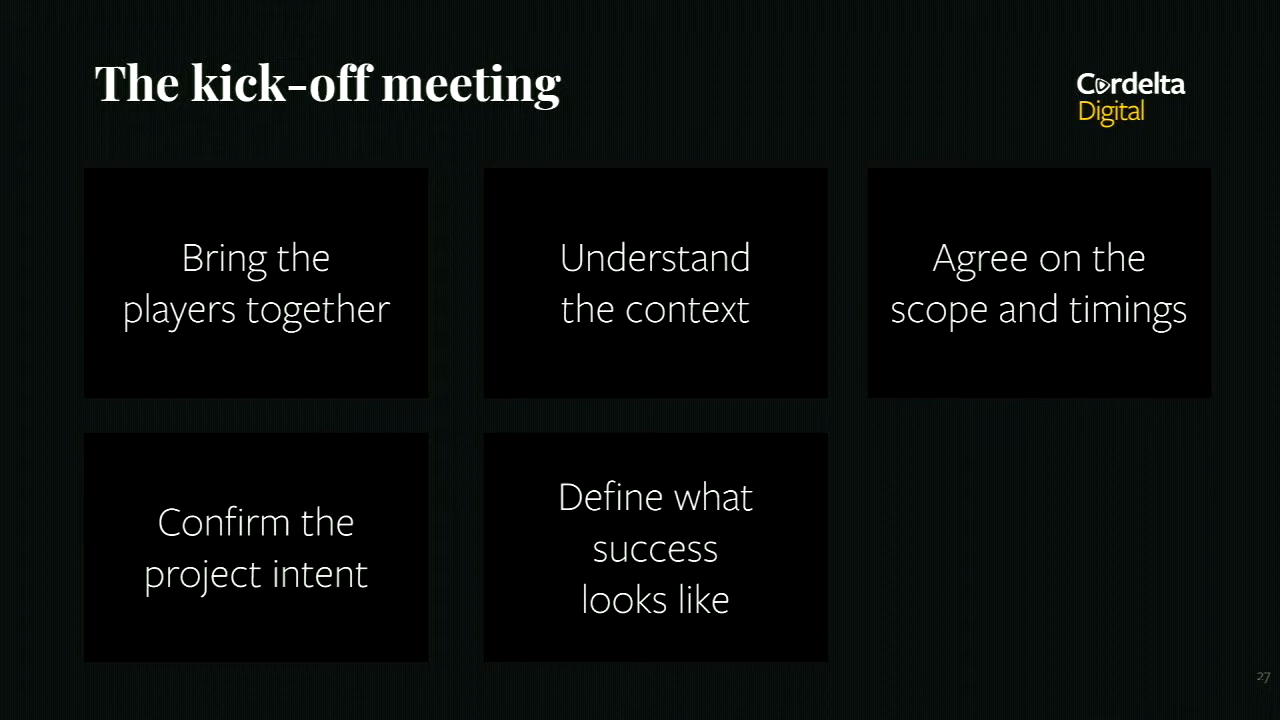 The kick-off meeting
Cordelta
Digital
Bring the
players together
Understand
the context
Agree on the
scope and timings
Confirm the
project intent
Define what
success
looks like
27